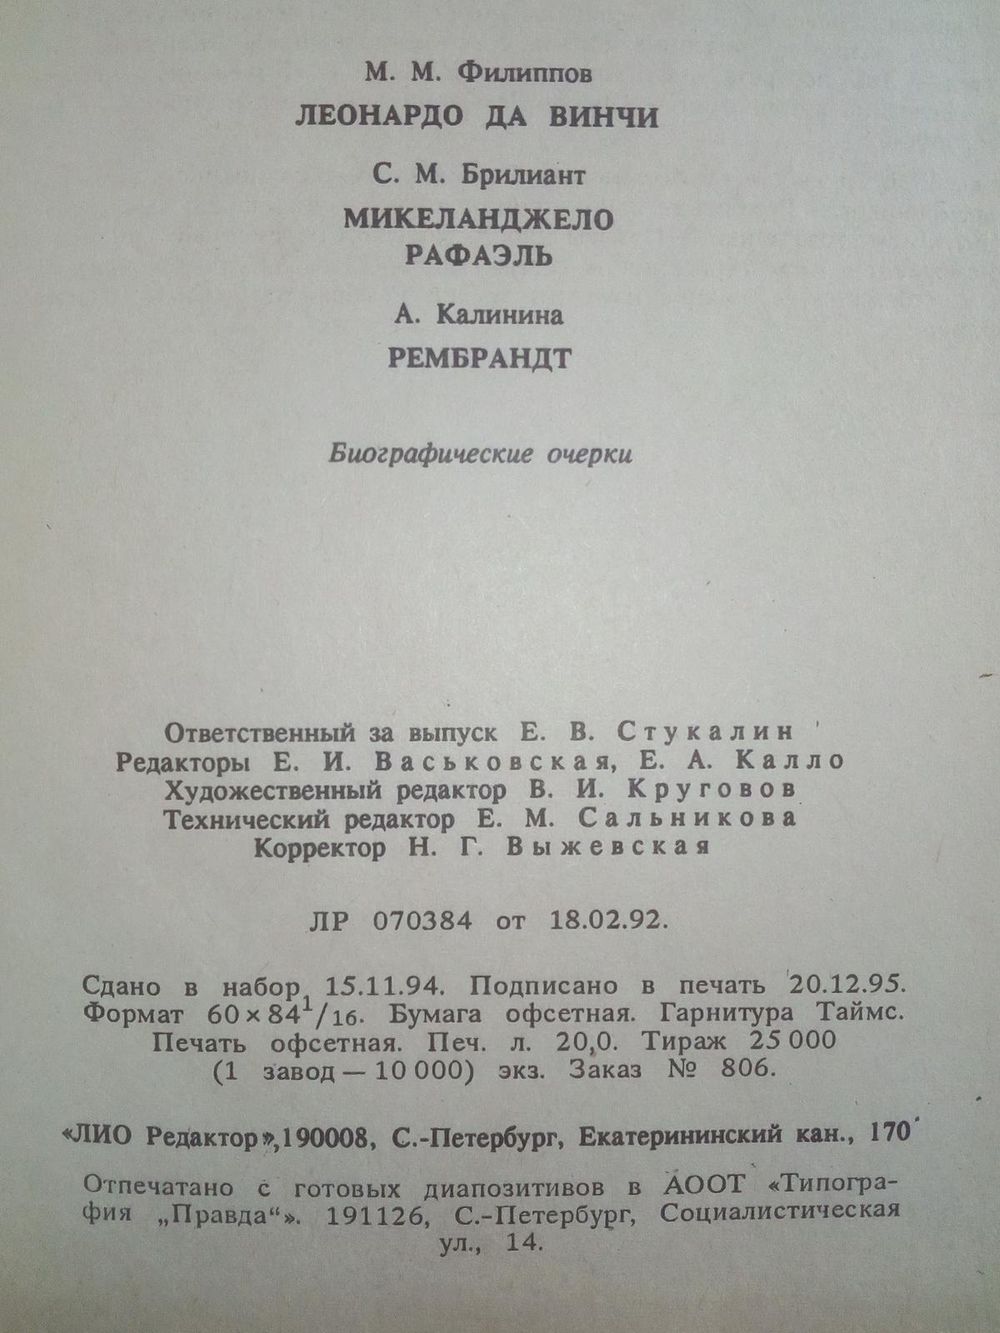 М. М. Филиппов
ЛЕОНАРДО ДА ВИНЧИ
С. М. Брилиант
МИКЕЛАНДЖЕЛО
РАФАЭЛЬ
А. Калинина
РЕМБРАНДТ
Биографические очерки
Ответственный за выпуск Е. В. Стукалин
Редакторы Е. И. Васьковская, Е. А. Калло
Художественный редактор В. И. Круговов
Технический редактор Е. М. Сальникова
Корректор Н. Г. Выжевская
ЛР 070384 от 18.02.92.
Сдано в набор 15.11.94. Подписано в печать 20.12.95.
Формат 60×84¹/₁₆. Бумага офсетная. Гарнитура Таймс.
Печать офсетная. Печ. л. 20,0. Тираж 25 000
(1 завод — 10 000) экз. Заказ № 806.
«ЛИО Редактор», 190008, С.-Петербург, Екатерининский кан., 170
Отпечатано с готовых диапозитивов в АООТ «Типогра-
фия „Правда“». 191126, С.-Петербург, Социалистическая
ул., 14.